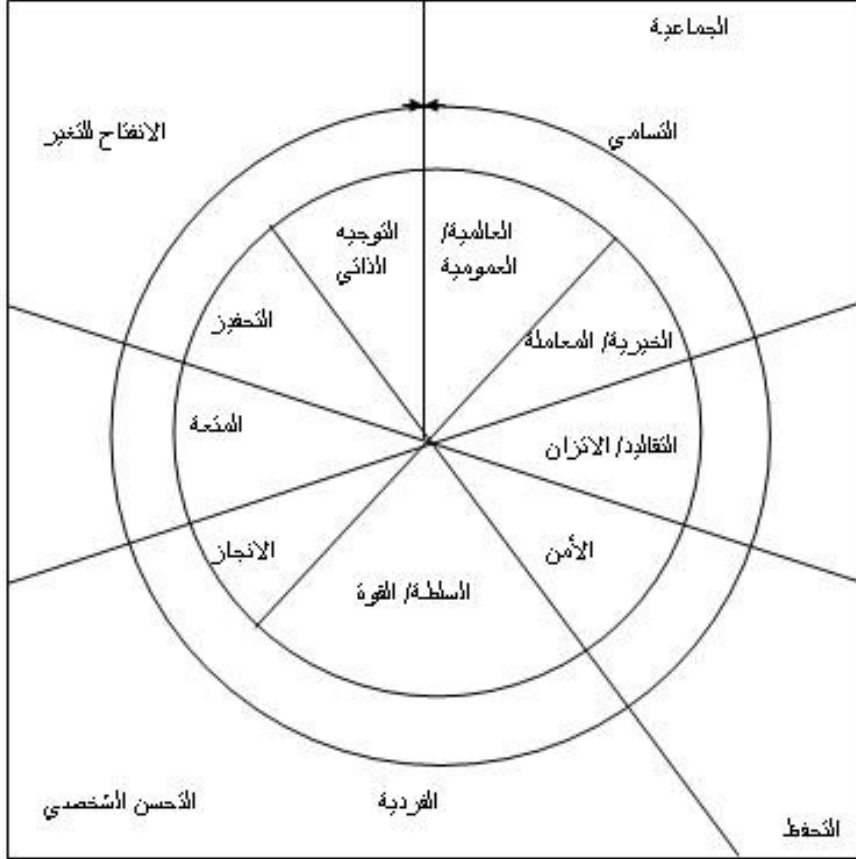 الجماعية
التسامي
الانفتاح للتغير
العالمية/
العمومية
التوجيه
الذاتي
التحفيز
الخيرية/ المعاملة
المتعة
التقاليد/ الاتزان
الانجاز
الأمن
السلطة/ القوة
الفردية
التحسن الشخصي
التحفظ